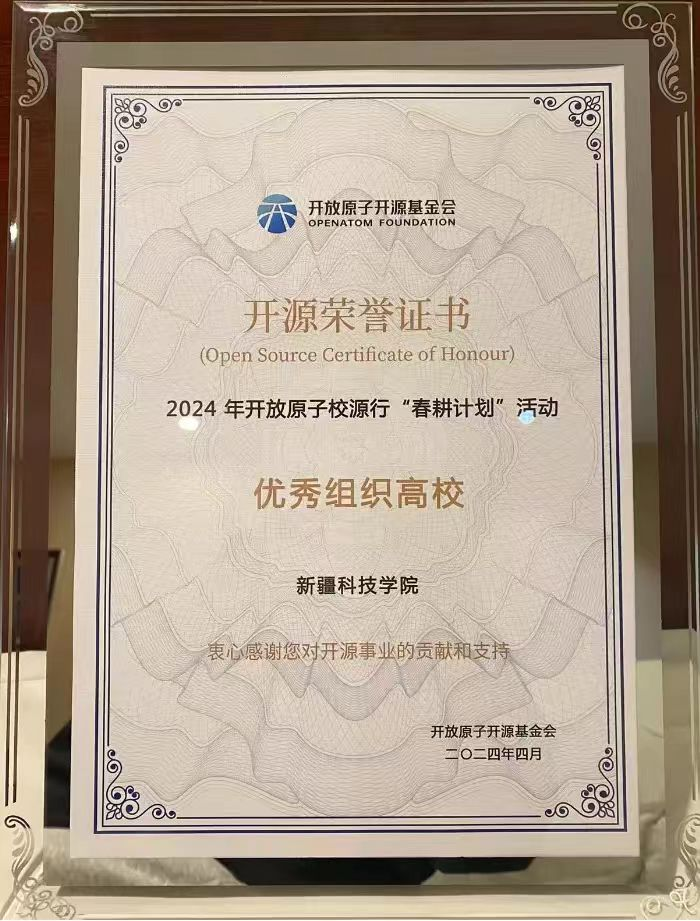 开放原子开源基金会
OPENATOM FOUNDATION
开源荣誉证书
(Open Source Certificate of Honour)
2024 年开放原子校源行“春耕计划”活动
优秀组织高校
新疆科技学院
衷心感谢您对开源事业的贡献和支持
开放原子开源基金会
二〇二四年四月